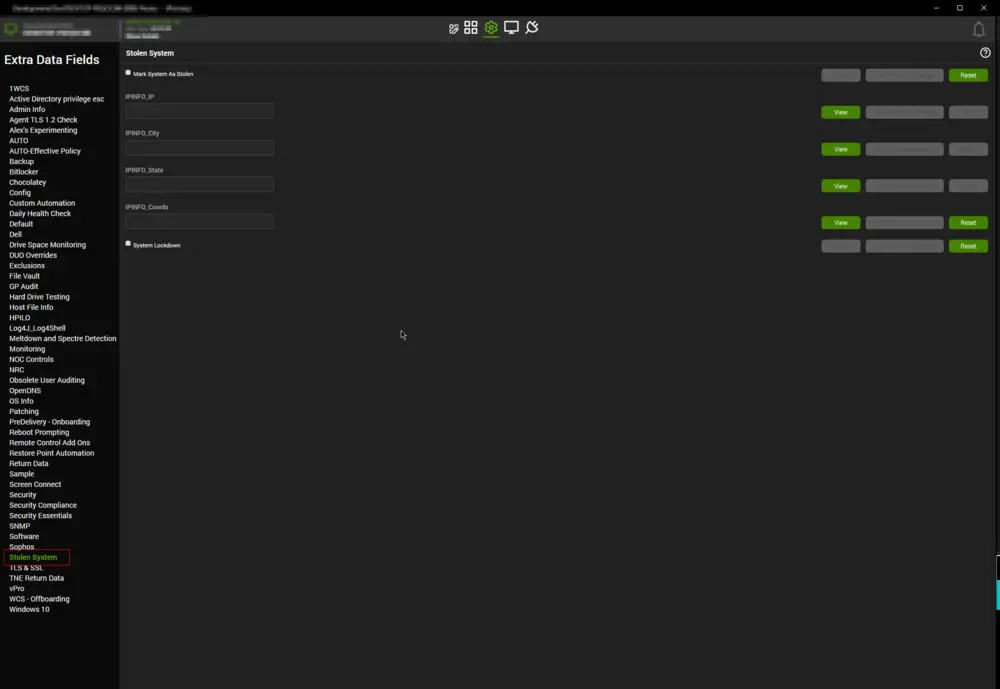 Extra Data Fields
1WCS
Active Directory privilege esc
Admin Info
Agent TLS 1.2 Check
Alex's Experimenting
AUTO
AUTO-Effective Policy
Backup
Bitlocker
Chocolatey
Config
Custom Automation
Daily Health Check
Default
Dell
Drive Space Monitoring
DUO Overrides
Exclusions
File Vault
GP Audit
Hard Drive Testing
Host File Info
HPILO
Log4J_Log4Shell
Meltdown and Spectre Detection
Monitoring
NOC Controls
NRC
Obsolete User Auditing
OpenDNS
OS Info
Patching
PreDelivery - Onboarding
Reboot Prompting
Remote Control Add Ons
Restore Point Automation
Return Data
Sample
Screen Connect
Security
Security Compliance
Security Essentials
SNMP
Software
Sophos
Stolen System
TLS & SSL
TNE Return Data
vPro
WCS - Offboarding
Windows 10
Stolen System
Mark System As Stolen
Reset
IPINFO_IP
View
IPINFO_City
View
IPINFO_State
View
IPINFO_Coords
View Reset
System Lockdown
Reset